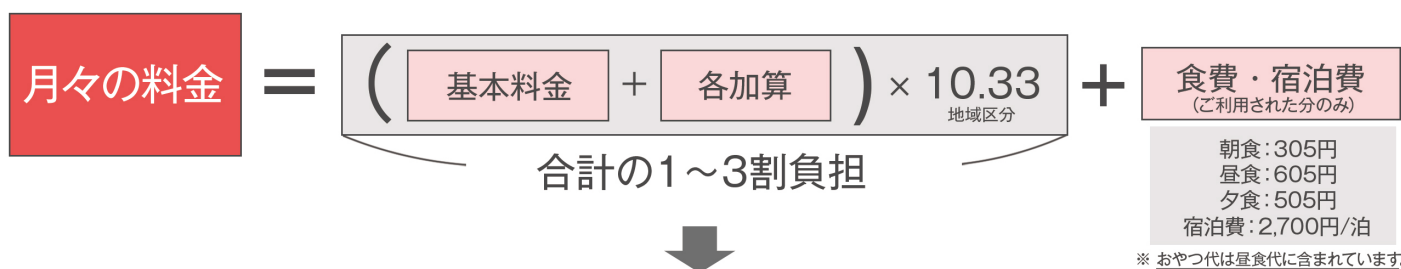 月々の料金 = ( 基本料金 + 各加算 ) × 10.33 + 食費・宿泊費
地域区分
(ご利用された分のみ)
合計の1〜3割負担
朝食:305円
昼食:605円
夕食:505円
宿泊費:2,700円/泊
※ おやつ代は昼食代に含まれています。